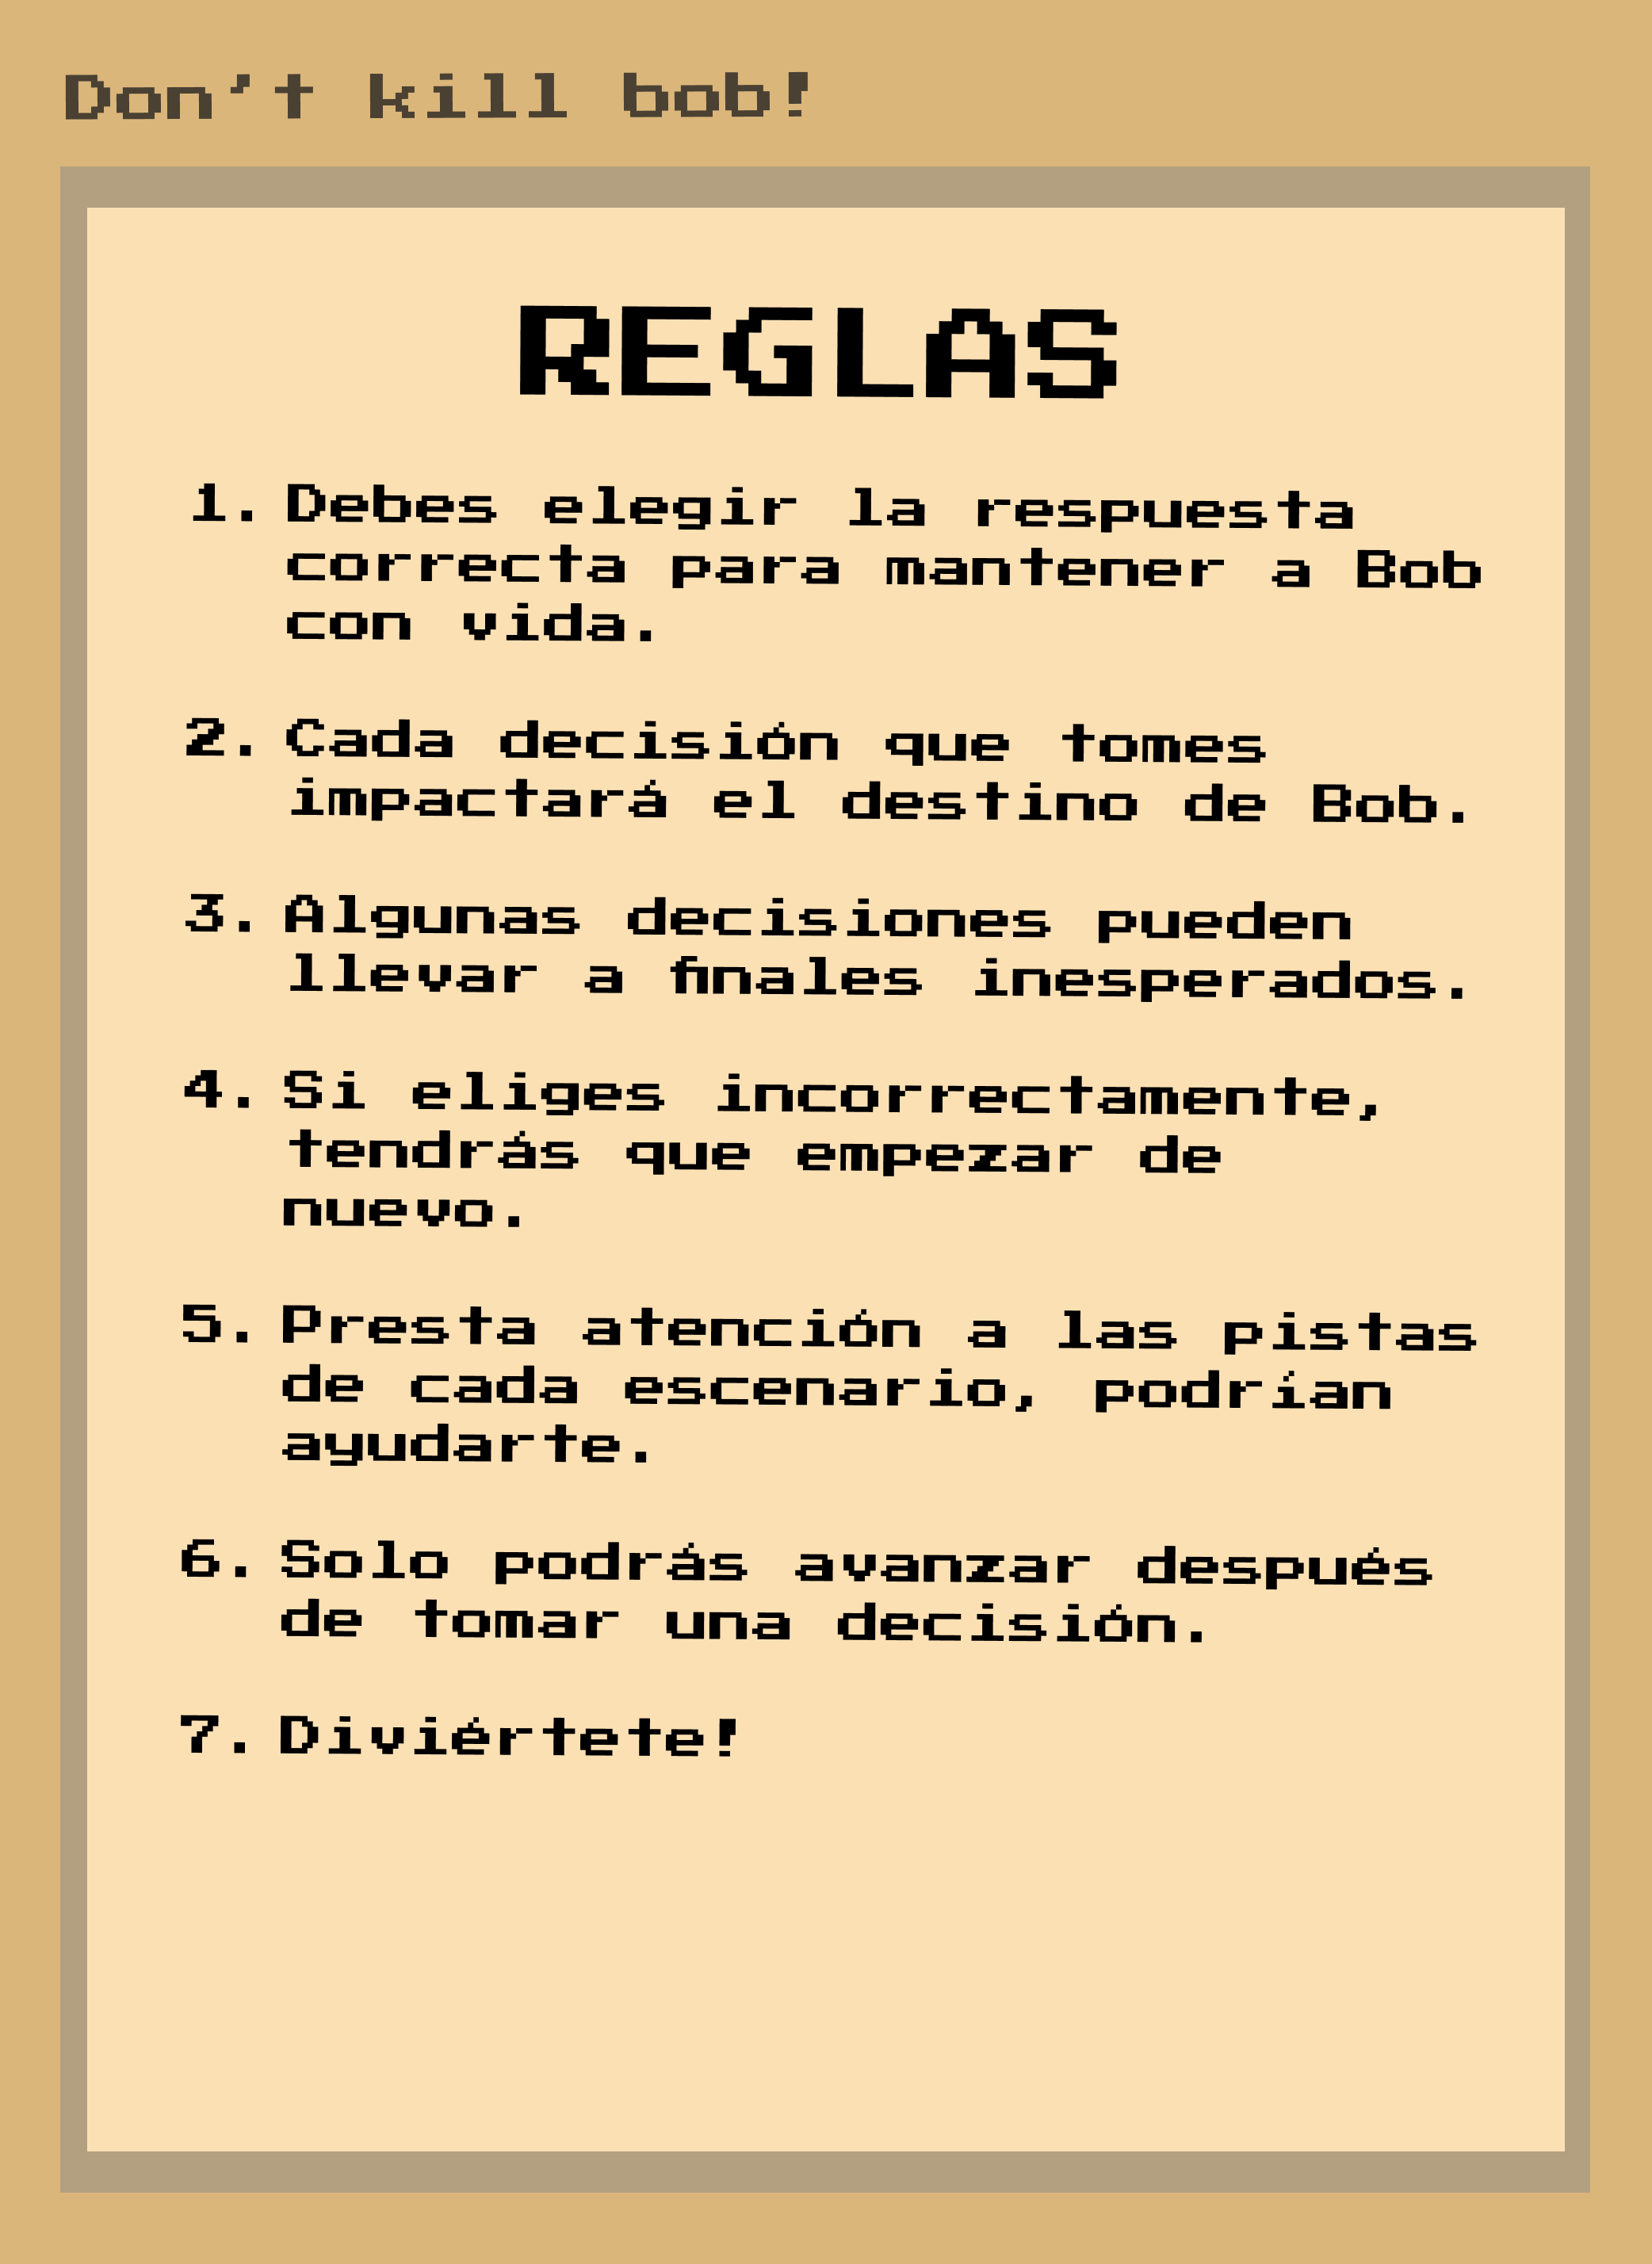 Don't kill bob!
REGLAS
1. Debes elegir la respuesta
correcta para mantener a Bob
con vida.
2. Cada decisión que tomes
impactará el destino de Bob.
3. Algunas decisiones pueden
llevar a finales inesperados.
4. Si eliges incorrectamente,
tendrás que empezar de
nuevo.
5. Presta atención a las pistas
de cada escenario, podrían
ayudarte.
6. Solo podrás avanzar después
de tomar una decisión.
7. Diviértete!